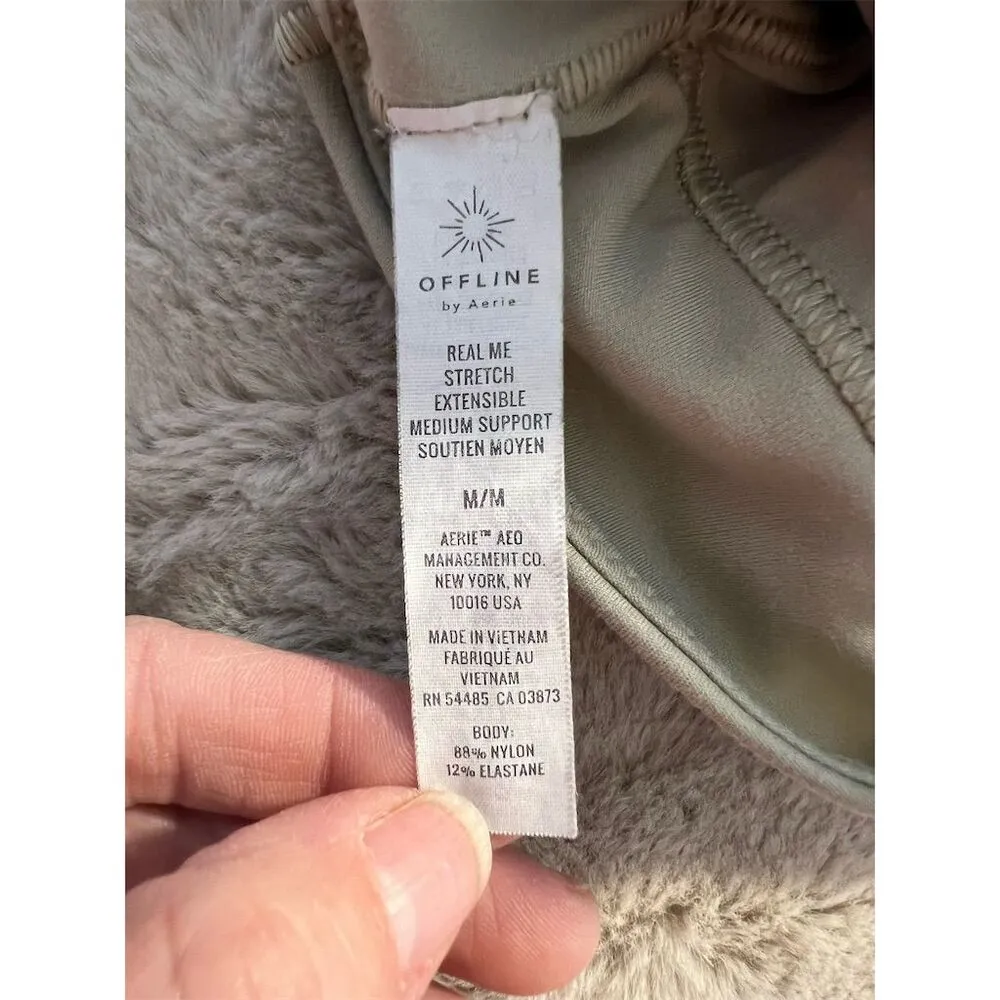 OFFLINE
by Aerie
REAL ME
STRETCH
EXTENSIBLE
MEDIUM SUPPORT
SOUTIEN MOYEN
M/M
AERIE™ AEO
MANAGEMENT CO.
NEW YORK, NY
10016 USA
MADE IN VIETNAM
FABRIQUÉ AU
VIETNAM
RN 54485 CA 03873
BODY:
88% NYLON
12% ELASTANE